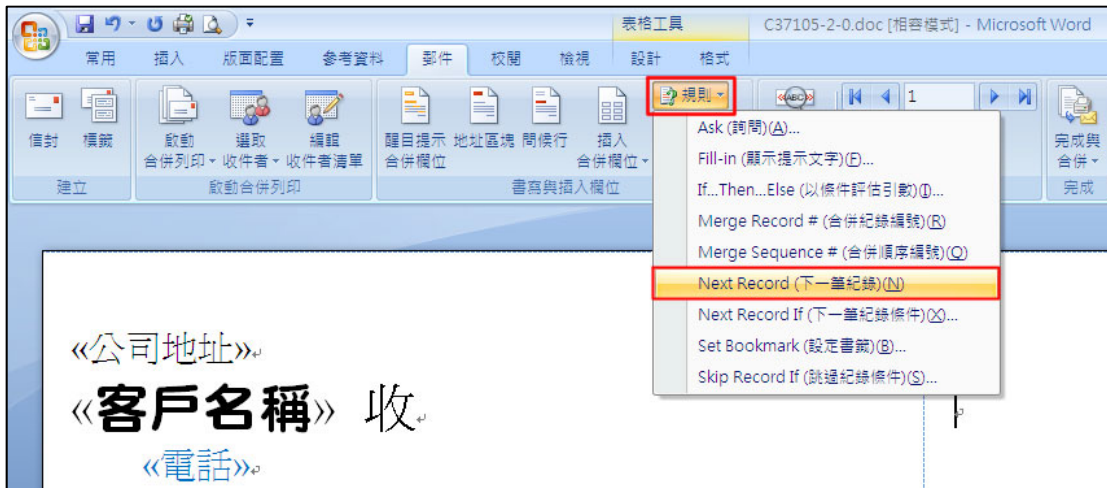 表格工具 C37105-2-0.doc [相容模式] - Microsoft Word
常用 插入 版面配置 參考資料 郵件 校閱 檢視 設計 格式
信封 標籤 啟動合併列印 選取收件者 編輯收件者清單 醒目提示合併欄位 地址區塊 問候行 插入合併欄位 規則 «ABC» 1 完成與合併
建立 啟動合併列印 書寫與插入欄位 完成
Ask (詢問)(A)...
Fill-in (顯示提示文字)(F)...
If...Then...Else (以條件評估引數)(I)...
Merge Record # (合併紀錄編號)(R)
Merge Sequence # (合併順序編號)(Q)
Next Record (下一筆紀錄)(N)
Next Record If (下一筆紀錄條件)(X)...
Set Bookmark (設定書籤)(B)...
Skip Record If (跳過紀錄條件)(S)...
«公司地址»
«客戶名稱» 收
«電話»